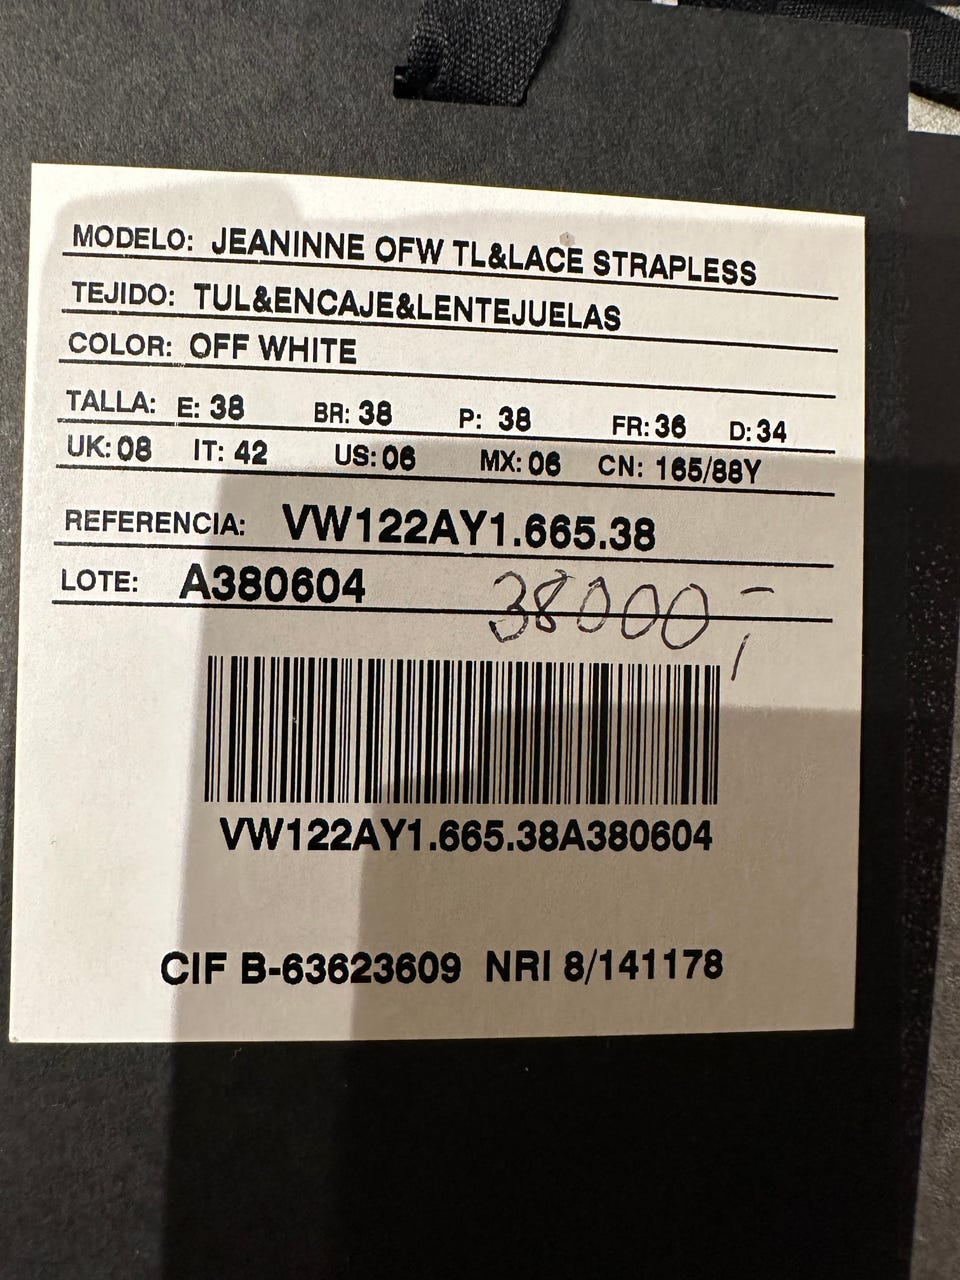 MODELO: JEANINNE OFW TL&LACE STRAPLESS
TEJIDO: TUL&ENCAJE&LENTEJUELAS
COLOR: OFF WHITE
TALLA: E: 38 BR: 38 P: 38 FR: 36 D: 34
UK: 08 IT: 42 US: 06 MX: 06 CN: 165/88Y
REFERENCIA: VW122AY1.665.38
LOTE: A380604 38000,-
VW122AY1.665.38A380604
CIF B-63623609 NRI 8/141178